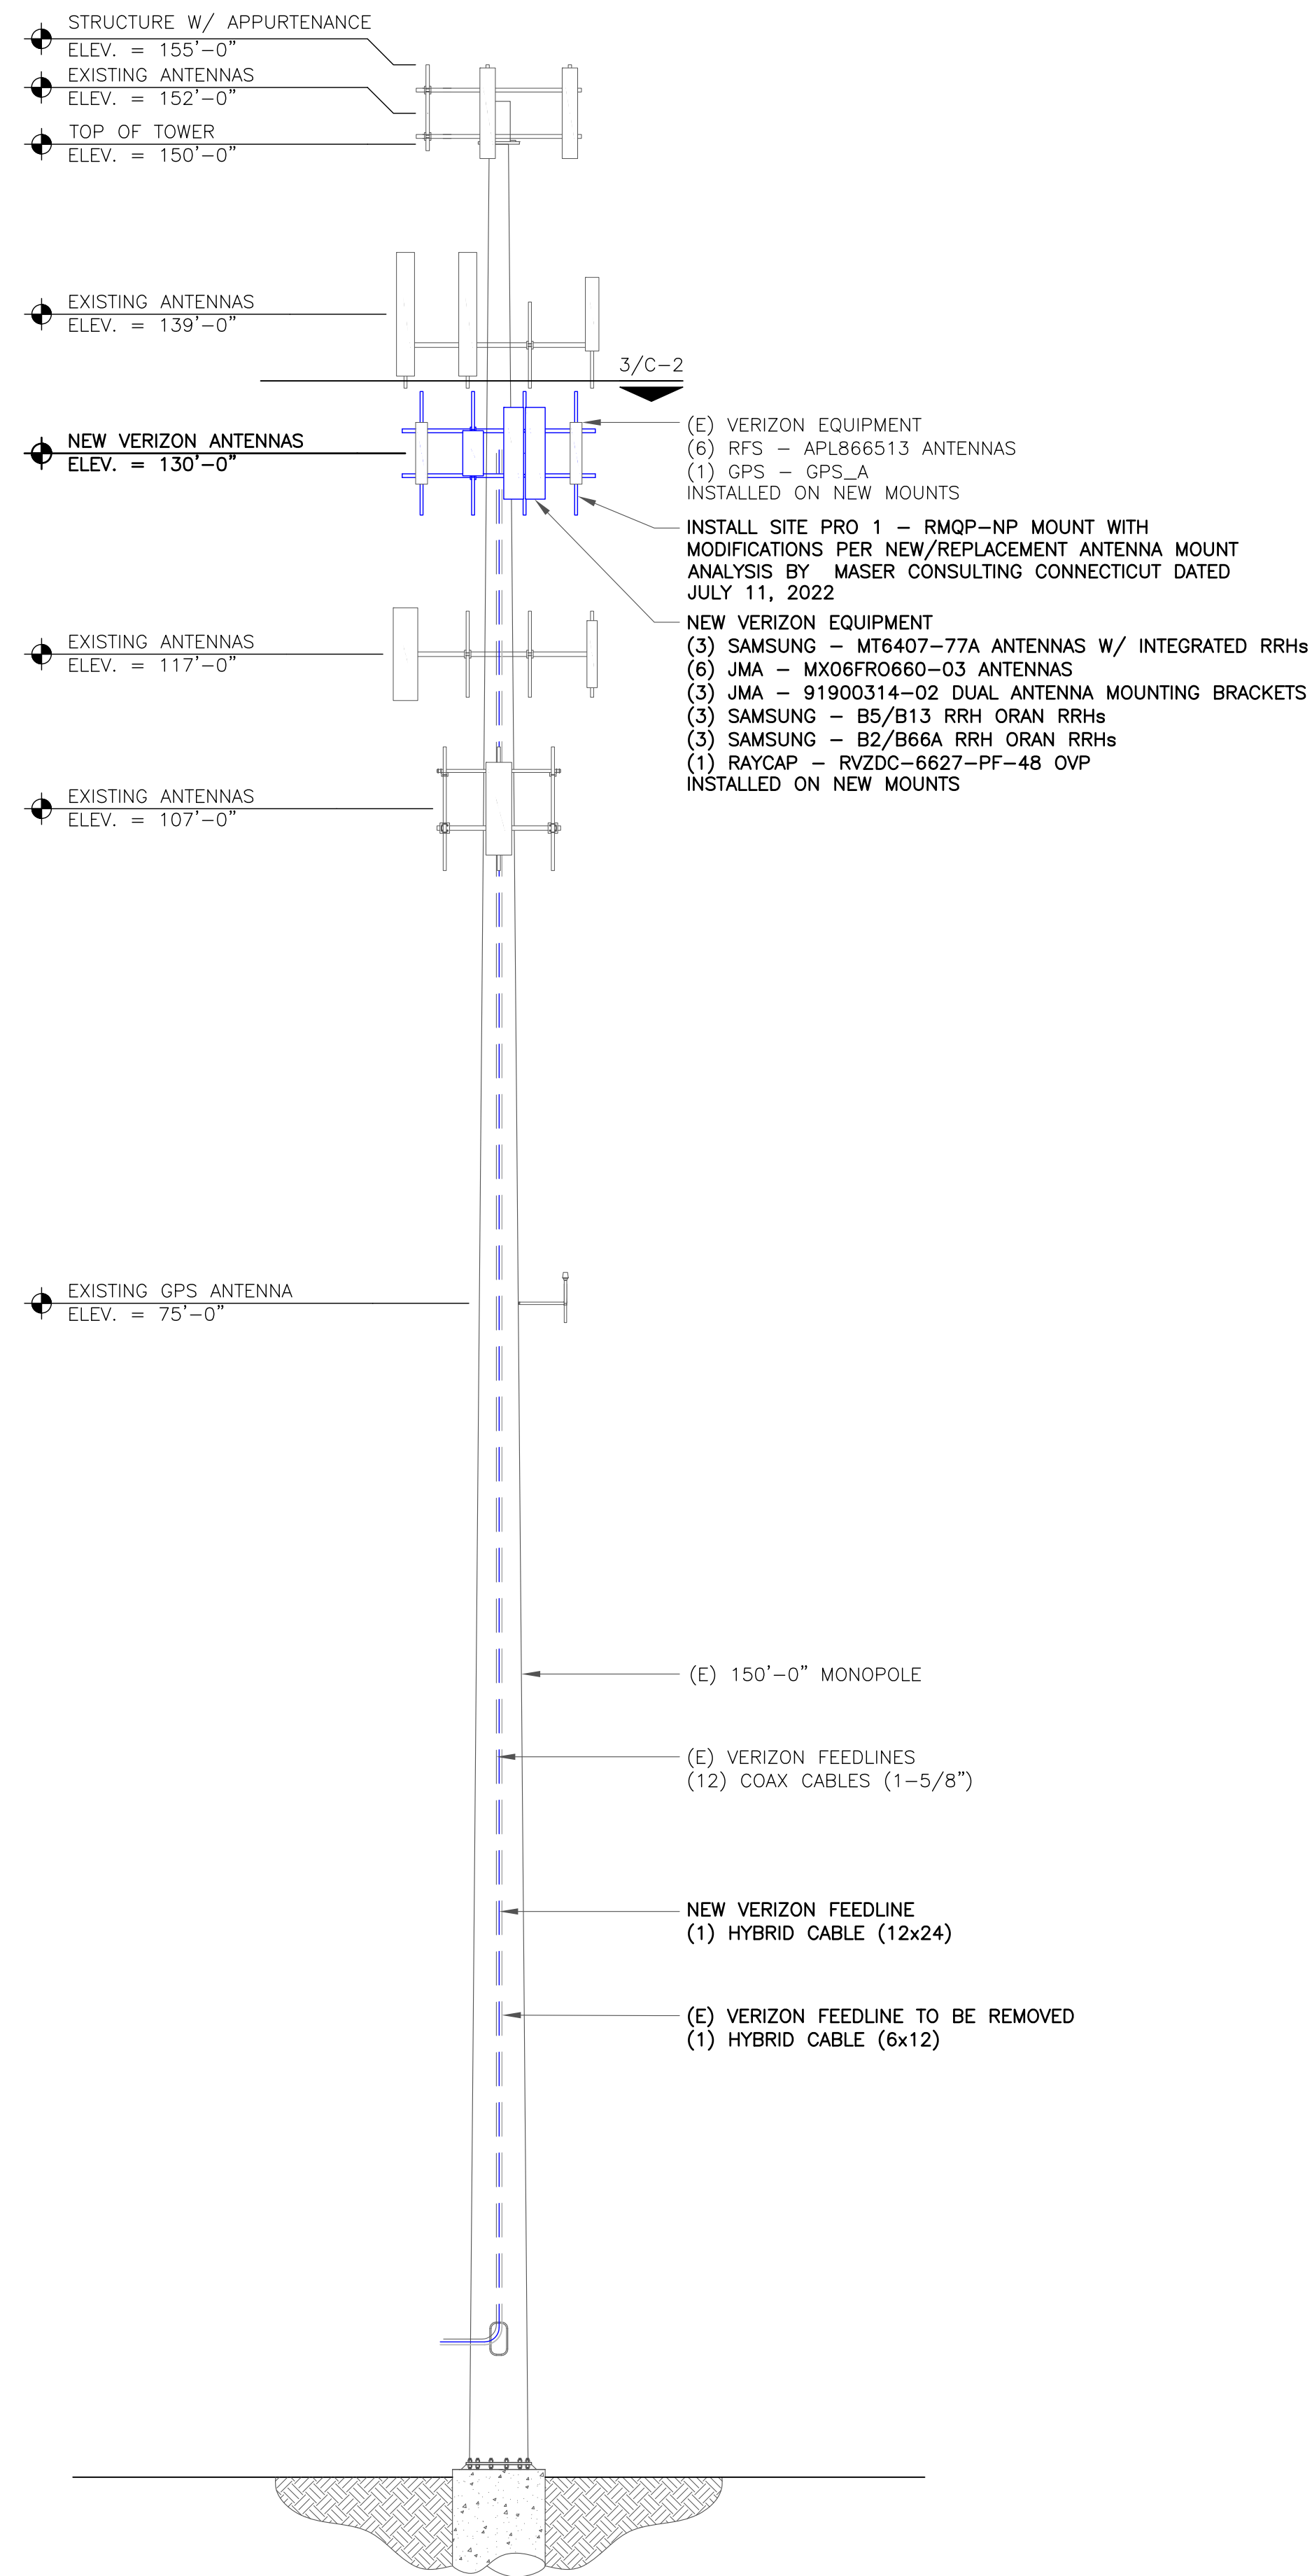 STRUCTURE W/ APPURTENANCE
ELEV. = 155'-0"
EXISTING ANTENNAS
ELEV. = 152'-0"
TOP OF TOWER
ELEV. = 150'-0"
EXISTING ANTENNAS
ELEV. = 139'-0"
3/C-2
NEW VERIZON ANTENNAS
ELEV. = 130'-0"
(E) VERIZON EQUIPMENT
(6) RFS - APL866513 ANTENNAS
(1) GPS - GPS_A
INSTALLED ON NEW MOUNTS
INSTALL SITE PRO 1 - RMQP-NP MOUNT WITH
MODIFICATIONS PER NEW/REPLACEMENT ANTENNA MOUNT
ANALYSIS BY MASER CONSULTING CONNECTICUT DATED
JULY 11, 2022
NEW VERIZON EQUIPMENT
(3) SAMSUNG - MT6407-77A ANTENNAS W/ INTEGRATED RRHs
(6) JMA - MX06FRO660-03 ANTENNAS
(3) JMA - 91900314-02 DUAL ANTENNA MOUNTING BRACKETS
(3) SAMSUNG - B5/B13 RRH ORAN RRHs
(3) SAMSUNG - B2/B66A RRH ORAN RRHs
(1) RAYCAP - RVZDC-6627-PF-48 OVP
INSTALLED ON NEW MOUNTS
EXISTING ANTENNAS
ELEV. = 117'-0"
EXISTING ANTENNAS
ELEV. = 107'-0"
EXISTING GPS ANTENNA
ELEV. = 75'-0"
(E) 150'-0" MONOPOLE
(E) VERIZON FEEDLINES
(12) COAX CABLES (1-5/8")
NEW VERIZON FEEDLINE
(1) HYBRID CABLE (12x24)
(E) VERIZON FEEDLINE TO BE REMOVED
(1) HYBRID CABLE (6x12)